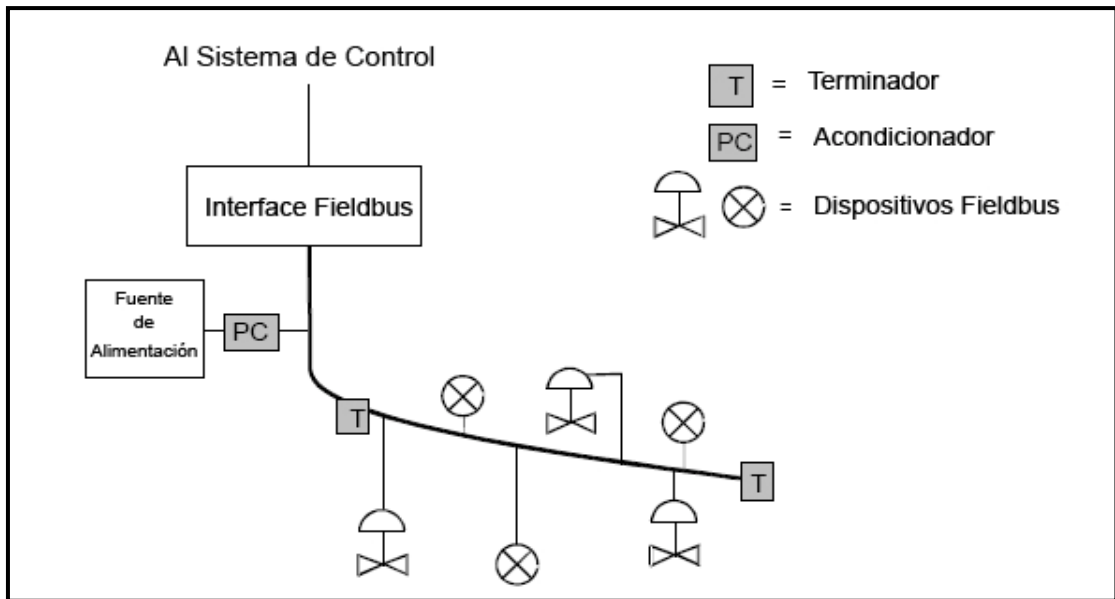 Al Sistema de Control
T = Terminador
PC = Acondicionador
= Dispositivos Fieldbus
Interface Fieldbus
Fuente
de
Alimentación
PC
T
T